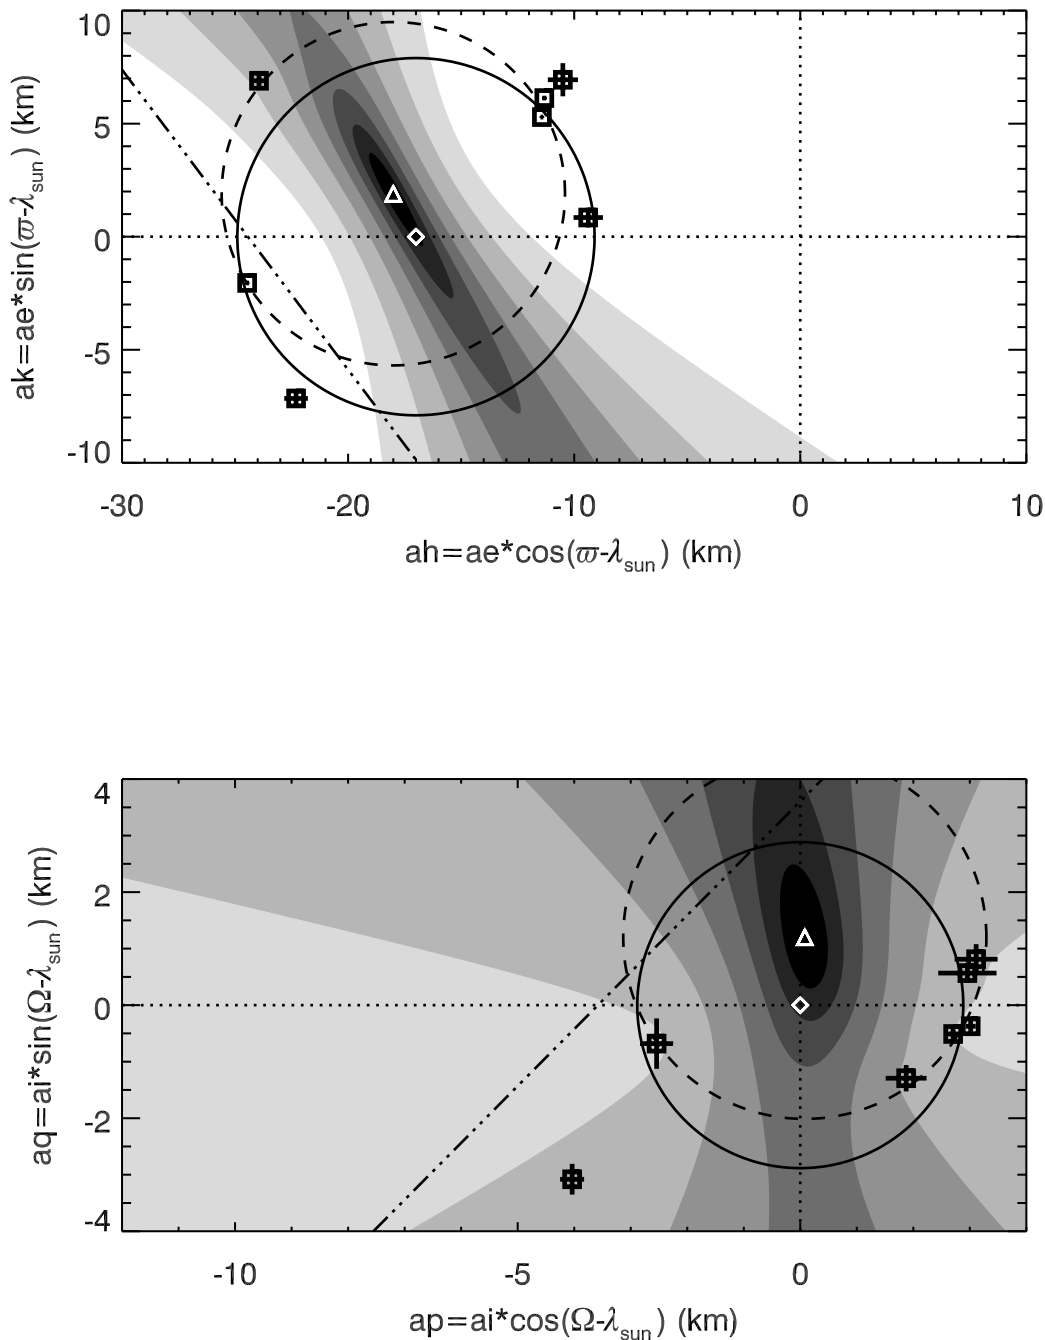 10
5
0
-5
-10
ak=ae*sin(ϖ-λsun) (km)
-30 -20 -10 0 10
ah=ae*cos(ϖ-λsun) (km)
4
2
0
-2
-4
aq=ai*sin(Ω-λsun) (km)
-10 -5 0
ap=ai*cos(Ω-λsun) (km)